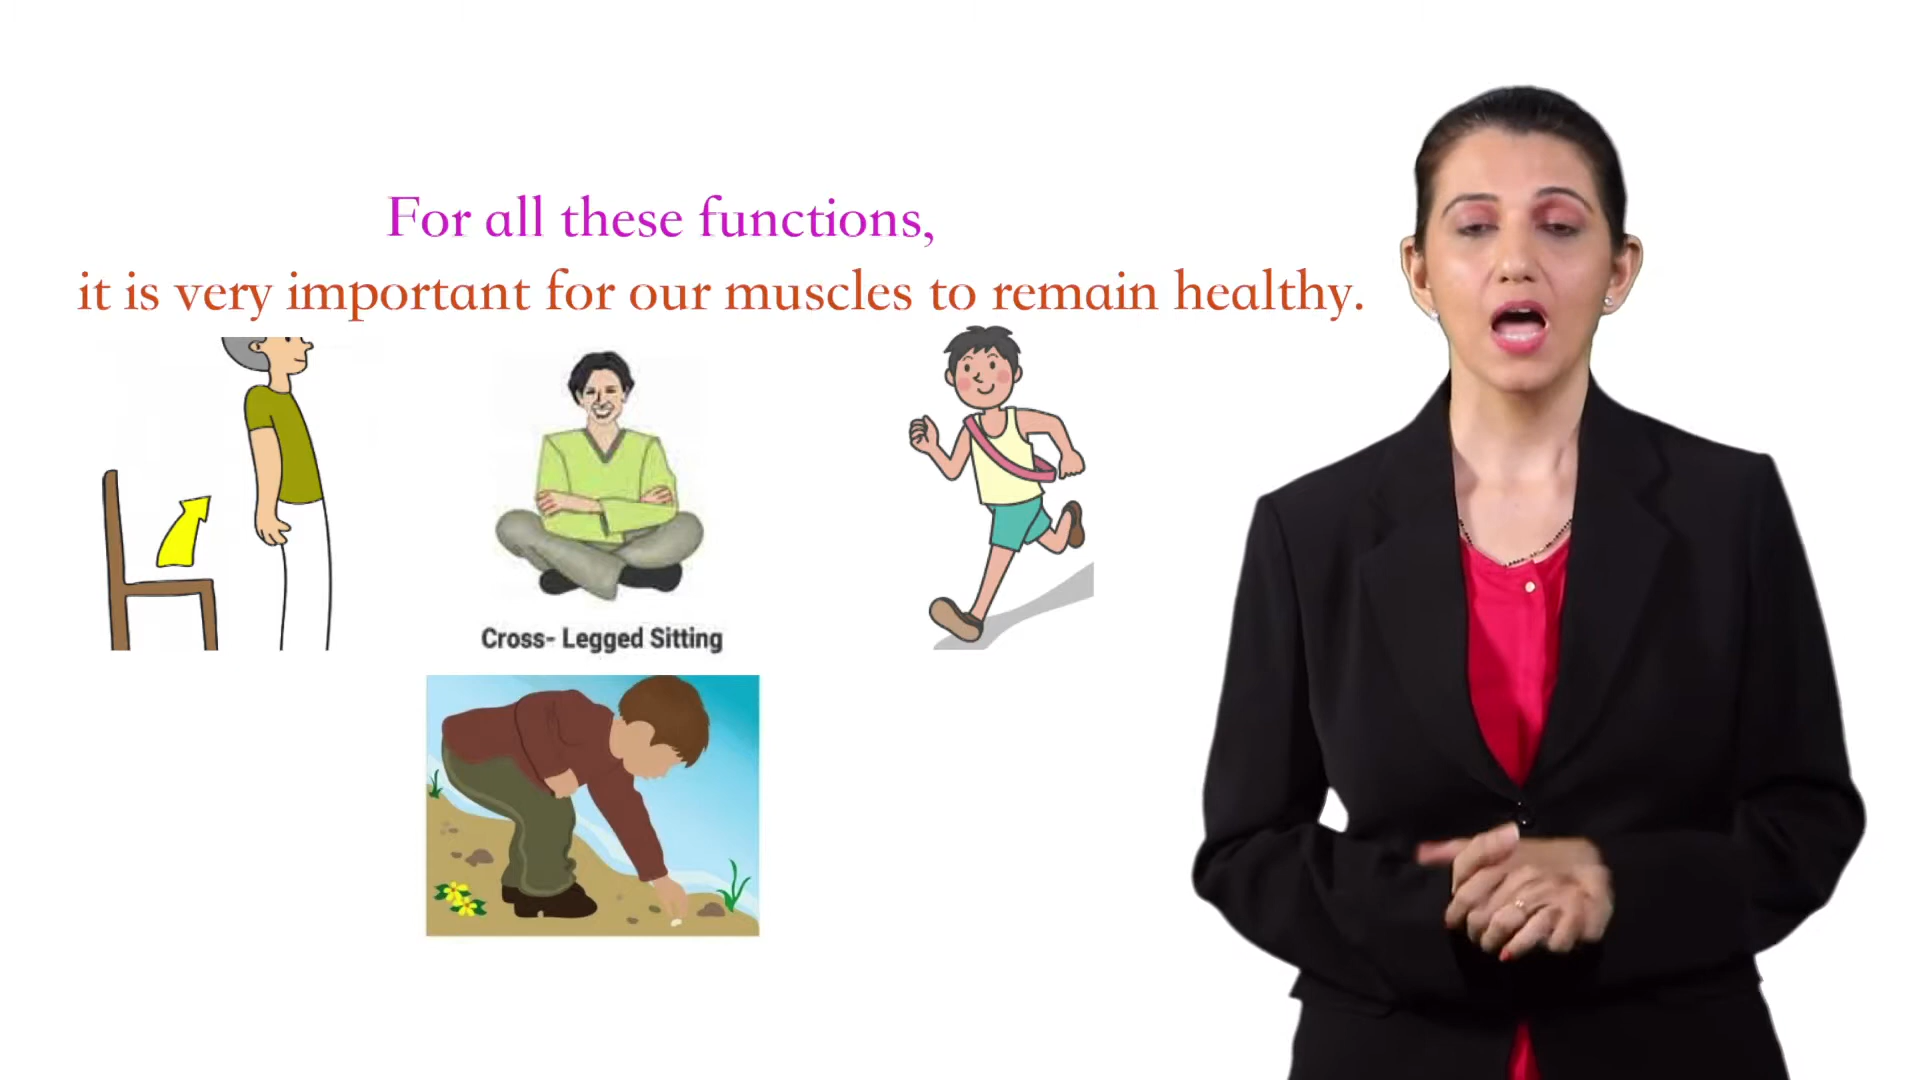 For all these functions,
it is very important for our muscles to remain healthy.
Cross- Legged Sitting